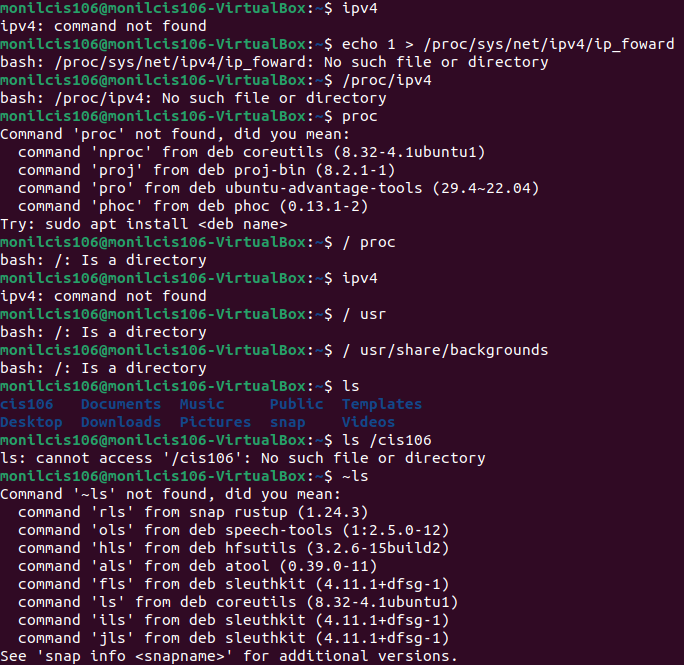 monilcis106@monilcis106-VirtualBox:~$ ipv4
ipv4: command not found
monilcis106@monilcis106-VirtualBox:~$ echo 1 > /proc/sys/net/ipv4/ip_foward
bash: /proc/sys/net/ipv4/ip_foward: No such file or directory
monilcis106@monilcis106-VirtualBox:~$ /proc/ipv4
bash: /proc/ipv4: No such file or directory
monilcis106@monilcis106-VirtualBox:~$ proc
Command 'proc' not found, did you mean:
  command 'nproc' from deb coreutils (8.32-4.1ubuntu1)
  command 'proj' from deb proj-bin (8.2.1-1)
  command 'pro' from deb ubuntu-advantage-tools (29.4~22.04)
  command 'phoc' from deb phoc (0.13.1-2)
Try: sudo apt install <deb name>
monilcis106@monilcis106-VirtualBox:~$ / proc
bash: /: Is a directory
monilcis106@monilcis106-VirtualBox:~$ ipv4
ipv4: command not found
monilcis106@monilcis106-VirtualBox:~$ / usr
bash: /: Is a directory
monilcis106@monilcis106-VirtualBox:~$ / usr/share/backgrounds
bash: /: Is a directory
monilcis106@monilcis106-VirtualBox:~$ ls
cis106   Documents  Music     Public  Templates
Desktop  Downloads  Pictures  snap    Videos
monilcis106@monilcis106-VirtualBox:~$ ls /cis106
ls: cannot access '/cis106': No such file or directory
monilcis106@monilcis106-VirtualBox:~$ ~ls
Command '~ls' not found, did you mean:
  command 'rls' from snap rustup (1.24.3)
  command 'ols' from deb speech-tools (1:2.5.0-12)
  command 'hls' from deb hfsutils (3.2.6-15build2)
  command 'als' from deb atool (0.39.0-11)
  command 'fls' from deb sleuthkit (4.11.1+dfsg-1)
  command 'ls' from deb coreutils (8.32-4.1ubuntu1)
  command 'ils' from deb sleuthkit (4.11.1+dfsg-1)
  command 'jls' from deb sleuthkit (4.11.1+dfsg-1)
See 'snap info <snapname>' for additional versions.